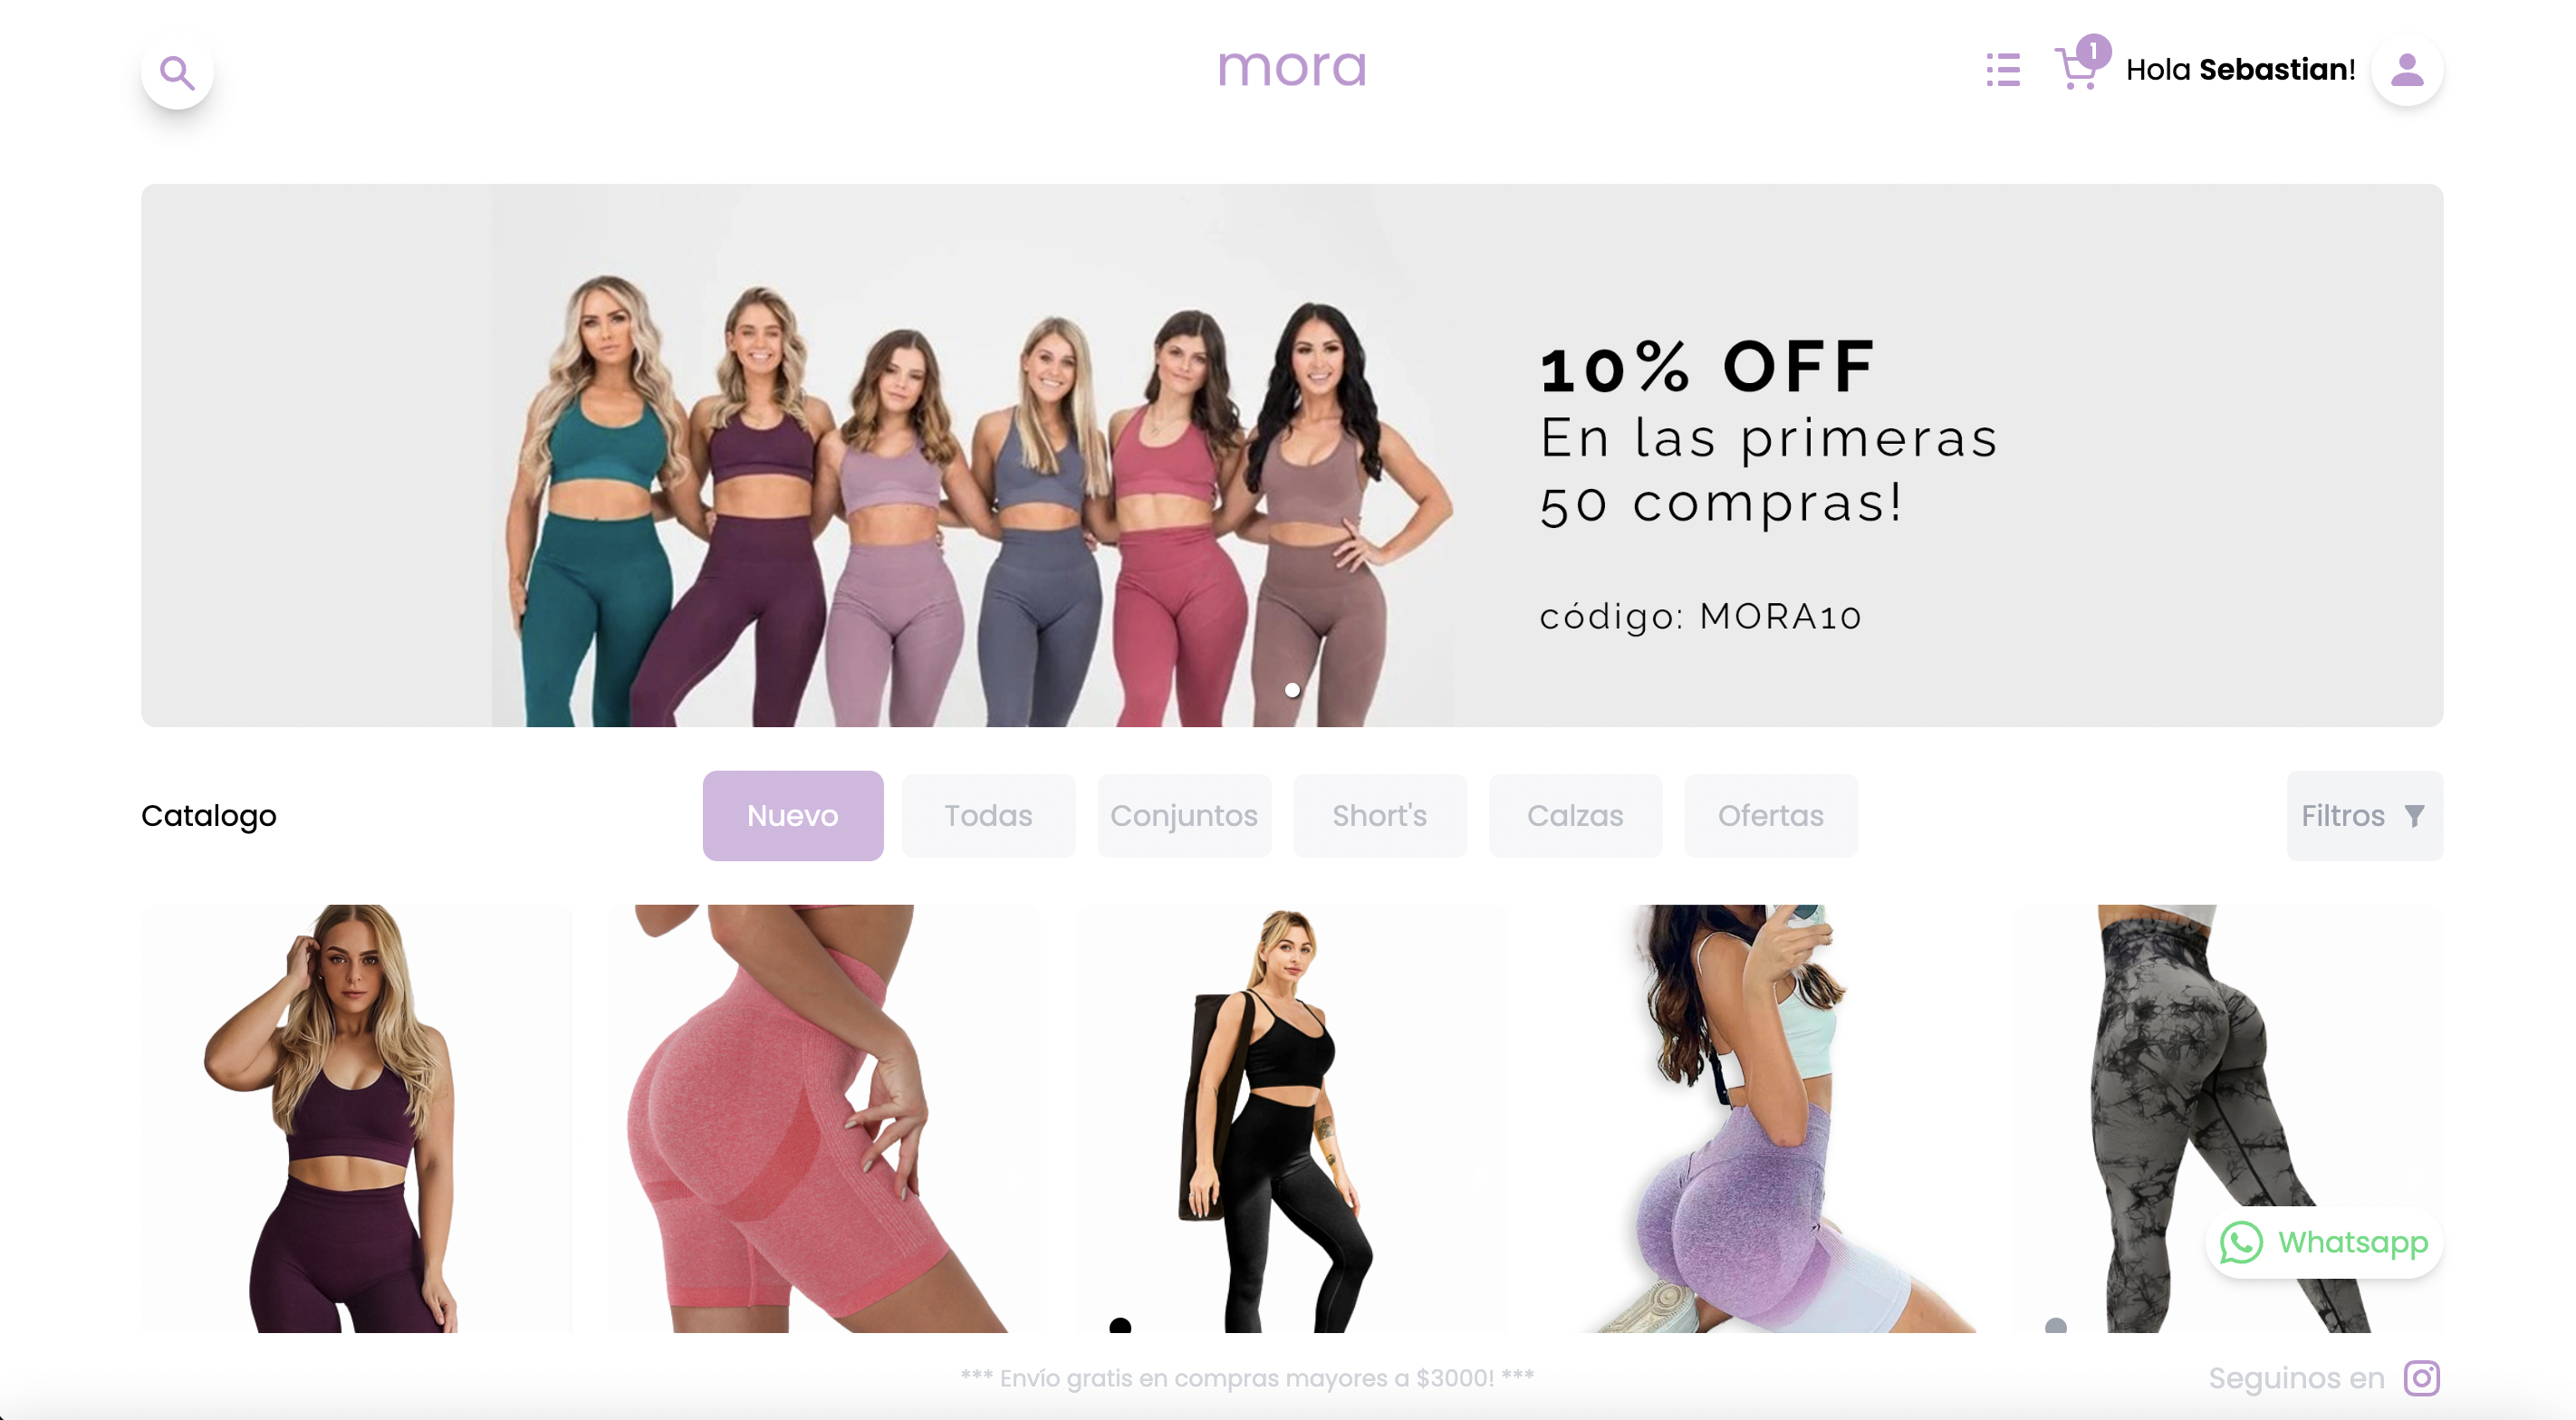 mora
1
Hola Sebastian!
10% OFF
En las primeras
50 compras!
código: MORA10
Catalogo
Nuevo
Todas
Conjuntos
Short's
Calzas
Ofertas
Filtros
Whatsapp
*** Envío gratis en compras mayores a $3000! ***
Seguinos en